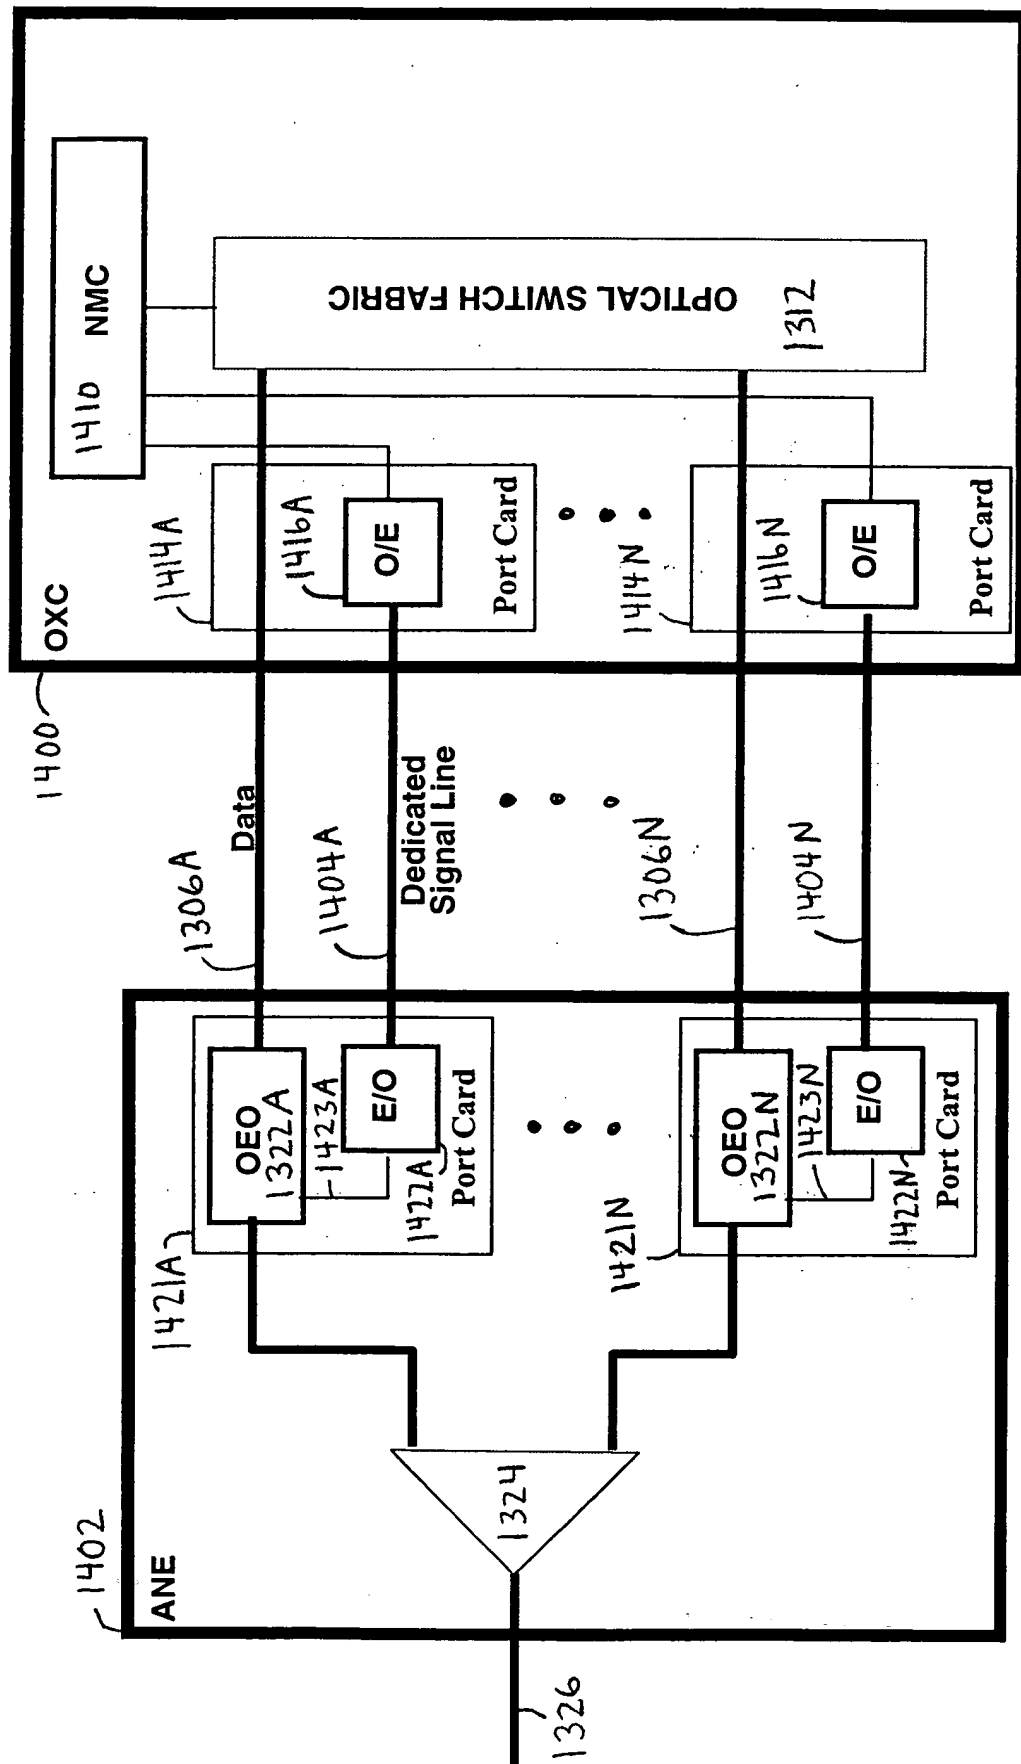 1402
ANE
1326
1324
1421A
OEO
1322A
1423A
E/O
1422A
Port Card
1421N
OEO
1322N
1423N
E/O
1422N
Port Card
1306A
Data
1404A
Dedicated
Signal Line
1306N
1404N
1400
OXC
1414A
1416A
O/E
Port Card
1414N
1416N
O/E
Port Card
1410 NMC
OPTICAL SWITCH FABRIC
1312